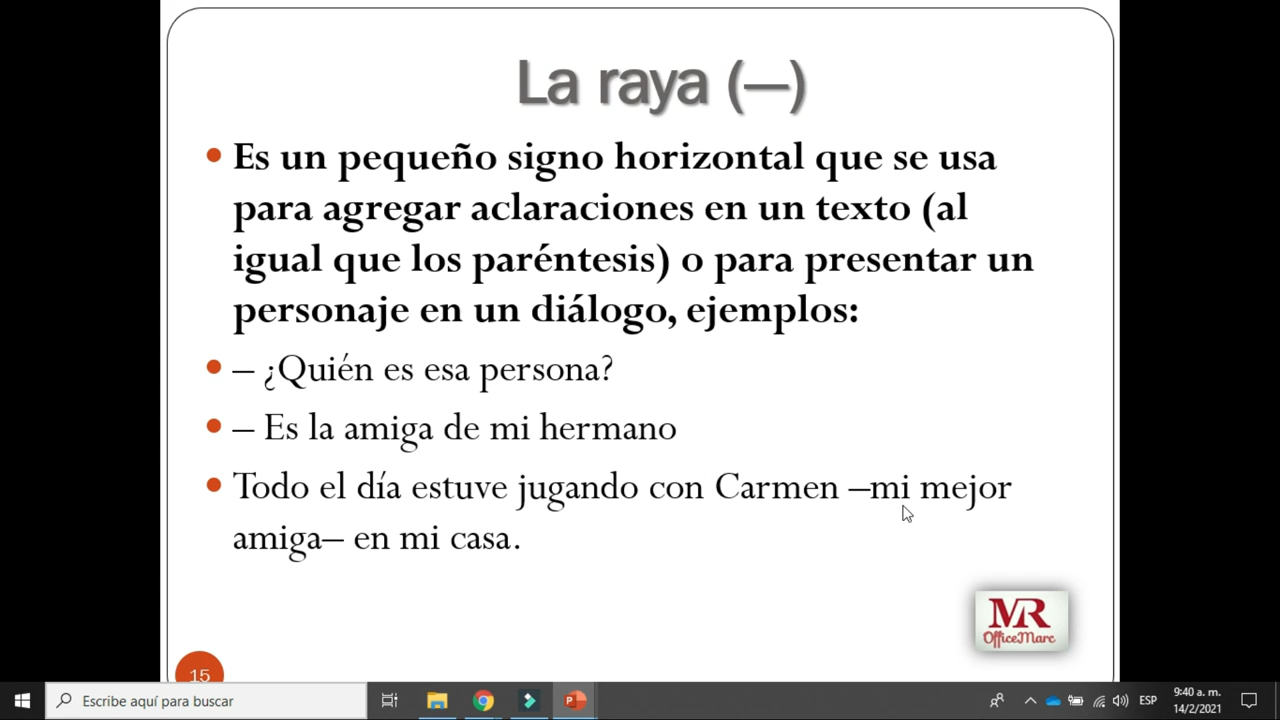 La raya (—)
• Es un pequeño signo horizontal que se usa
para agregar aclaraciones en un texto (al
igual que los paréntesis) o para presentar un
personaje en un diálogo, ejemplos:
• – ¿Quién es esa persona?
• – Es la amiga de mi hermano
• Todo el día estuve jugando con Carmen –mi mejor
amiga– en mi casa.
MR
OfficeMarc
15
Escribe aquí para buscar
P
ESP
9:40 a. m.
14/2/2021